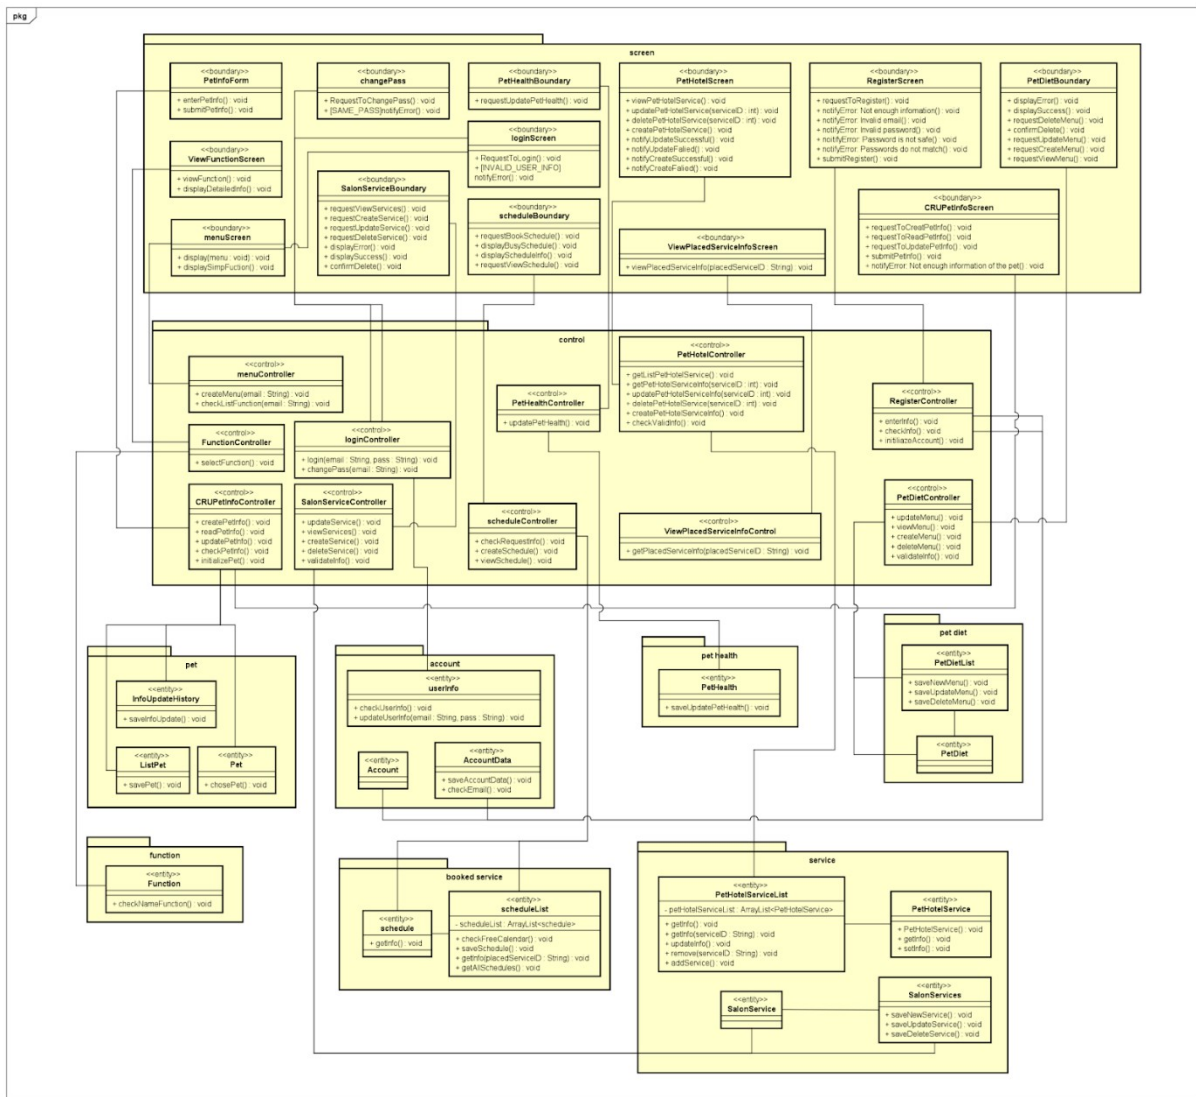 pkg
screen
<<boundary>>
PetInfoForm
+ enterPetInfo() : void
+ submitPetInfo() : void
<<boundary>>
changePass
+ RequestToChangePass() : void
+ [SAME_PASS]notifyError() : void
<<boundary>>
PetHealthBoundary
+ requestUpdatePetHealth() : void
<<boundary>>
PetHotelScreen
+ viewPetHotelService() : void
+ updatePetHotelService(serviceID : int) : void
+ deletePetHotelService(serviceID : int) : void
+ createPetHotelService() : void
+ notifyUpdateSuccessful() : void
+ notifyUpdateFalied() : void
+ notifyCreateSuccessful() : void
+ notifyCreateFalied() : void
<<boundary>>
RegisterScreen
+ requestToRegister() : void
+ notifyError: Not enough information() : void
+ notifyError: Invalid email() : void
+ notifyError: Invalid password() : void
+ notifyError: Password is not safe() : void
+ notifyError: Passwords do not match() : void
+ submitRegister() : void
<<boundary>>
PetDietBoundary
+ displayError() : void
+ displaySuccess() : void
+ requestDeleteMenu() : void
+ confirmDelete() : void
+ requestUpdateMenu() : void
+ requestCreateMenu() : void
+ requestViewMenu() : void
<<boundary>>
loginScreen
+ RequestToLogin() : void
+ [INVALID_USER_INFO]
notifyError() : void
<<boundary>>
ViewFunctionScreen
+ viewFunction() : void
+ displayDetailedInfo() : void
<<boundary>>
SalonServiceBoundary
+ requestViewServices() : void
+ requestCreateService() : void
+ requestUpdateService() : void
+ requestDeleteService() : void
+ displayError() : void
+ displaySuccess() : void
+ confirmDelete() : void
<<boundary>>
scheduleBoundary
+ requestBookSchedule() : void
+ displayBusySchedule() : void
+ displayScheduleInfo() : void
+ requestViewSchedule() : void
<<boundary>>
CRUPetInfoScreen
+ requestToCreatPetInfo() : void
+ requestToReadPetInfo() : void
+ requestToUpdatePetInfo() : void
+ submitPetInfo() : void
+ notifyError: Not enough information of the pet() : void
<<boundary>>
menuScreen
+ display(menu : void) : void
+ displaySimpFuction() : void
<<boundary>>
ViewPlacedServiceInfoScreen
+ viewPlacedServiceInfo(placedServiceID : String) : void
control
<<control>>
menuController
+ createMenu(email : String) : void
+ checkListFunction(email : String) : void
<<control>>
PetHotelController
+ getListPetHotelService() : void
+ getPetHotelServiceInfo(serviceID : int) : void
+ updatePetHotelServiceInfo(serviceID : int) : void
+ deletePetHotelService(serviceID : int) : void
+ createPetHotelServiceInfo() : void
+ checkValidInfo() : void
<<control>>
PetHealthController
+ updatePetHealth() : void
<<control>>
RegisterController
+ enterInfo() : void
+ checkInfo() : void
+ initiliazeAccount() : void
<<control>>
FunctionController
+ selectFunction() : void
<<control>>
loginController
+ login(email : String, pass : String) : void
+ changePass(email : String) : void
<<control>>
CRUPetInfoController
+ createPetInfo() : void
+ readPetInfo() : void
+ updatePetInfo() : void
+ checkPetInfo() : void
+ initializePet() : void
<<control>>
SalonServiceController
+ updateService() : void
+ viewServices() : void
+ createService() : void
+ deleteService() : void
+ validateInfo() : void
<<control>>
scheduleController
+ checkRequestInfo() : void
+ createSchedule() : void
+ viewSchedule() : void
<<control>>
ViewPlacedServiceInfoControl
+ getPlacedServiceInfo(placedServiceID : String) : void
<<control>>
PetDietController
+ updateMenu() : void
+ viewMenu() : void
+ createMenu() : void
+ deleteMenu() : void
+ validateInfo() : void
pet
<<entity>>
InfoUpdateHistory
+ saveInfoUpdate() : void
<<entity>>
ListPet
+ savePet() : void
<<entity>>
Pet
+ chosePet() : void
account
<<entity>>
userInfo
+ checkUserInfo() : void
+ updateUserInfo(email : String, pass : String) : void
<<entity>>
Account
<<entity>>
AccountData
+ saveAccountData() : void
+ checkEmail() : void
pet health
<<entity>>
PetHealth
+ saveUpdatePetHealth() : void
pet diet
<<entity>>
PetDietList
+ saveNewMenu() : void
+ saveUpdateMenu() : void
+ saveDeleteMenu() : void
<<entity>>
PetDiet
function
<<entity>>
Function
+ checkNameFunction() : void
booked service
<<entity>>
schedule
+ getInfo() : void
<<entity>>
scheduleList
- scheduleList : ArrayList<schedule>
+ checkFreeCalendar() : void
+ saveSchedule() : void
+ getInfo(placedServiceID : String) : void
+ getAllSchedules() : void
service
<<entity>>
PetHotelServiceList
- petHotelServiceList : ArrayList<PetHotelService>
+ getInfo() : void
+ getInfo(serviceID : String) : void
+ updateInfo() : void
+ remove(serviceID : String) : void
+ addService() : void
<<entity>>
PetHotelService
+ PetHotelService() : void
+ getInfo() : void
+ setInfo() : void
<<entity>>
SalonService
<<entity>>
SalonServices
+ saveNewService() : void
+ saveUpdateService() : void
+ saveDeleteService() : void